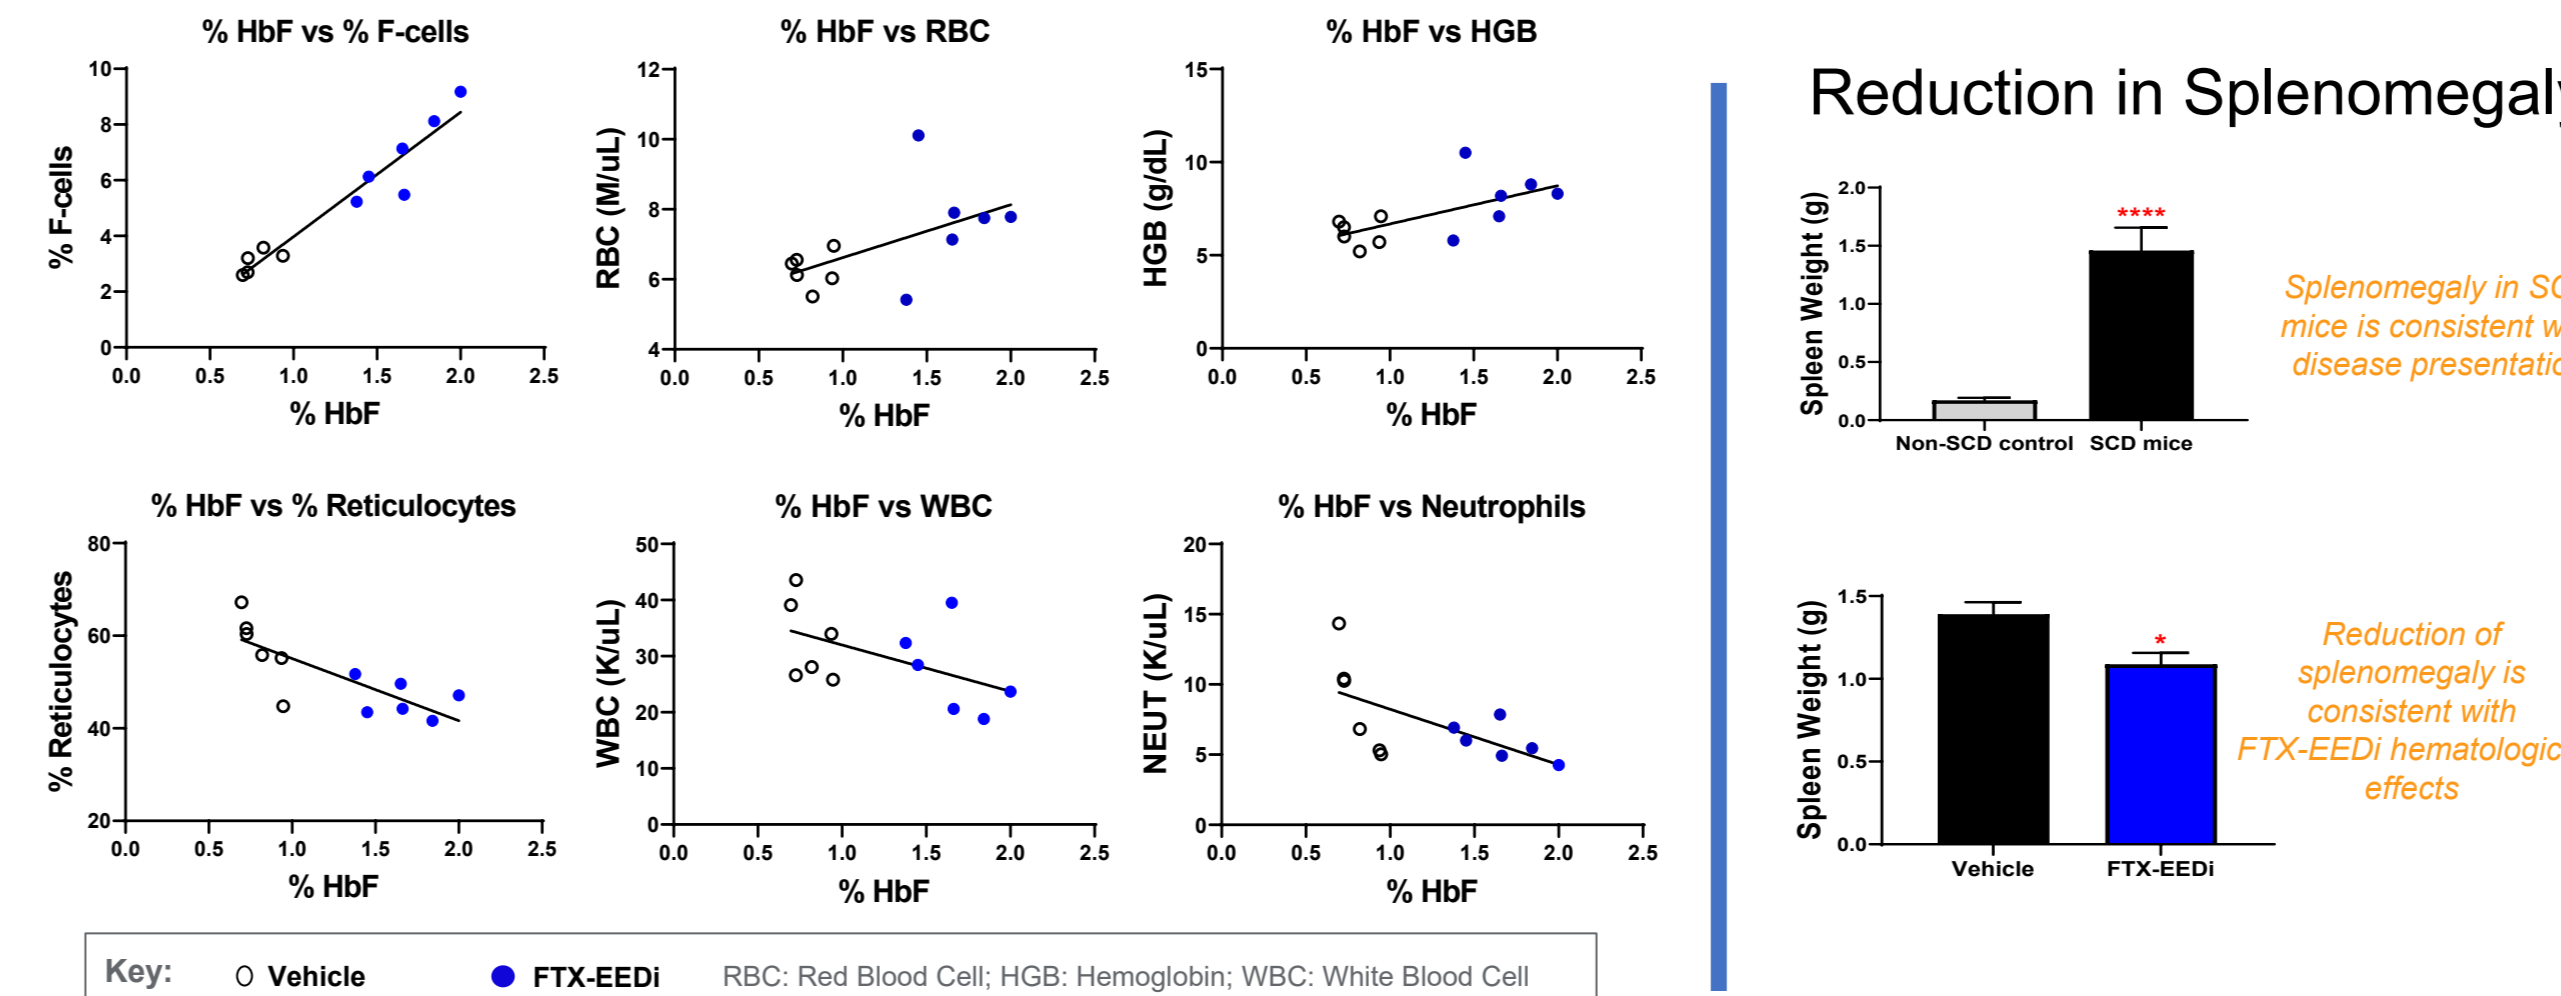 % HbF vs % F-cells
10
8
6
4
2
0
% F-cells
0.0 0.5 1.0 1.5 2.0 2.5
% HbF
% HbF vs RBC
12
10
8
6
4
RBC (M/uL)
0.0 0.5 1.0 1.5 2.0 2.5
% HbF
% HbF vs HGB
15
10
5
0
HGB (g/dL)
0.0 0.5 1.0 1.5 2.0 2.5
% HbF
% HbF vs % Reticulocytes
80
60
40
20
% Reticulocytes
0.0 0.5 1.0 1.5 2.0 2.5
% HbF
% HbF vs WBC
50
40
30
20
10
0
WBC (K/uL)
0.0 0.5 1.0 1.5 2.0 2.5
% HbF
% HbF vs Neutrophils
20
15
10
5
0
NEUT (K/uL)
0.0 0.5 1.0 1.5 2.0 2.5
% HbF
Key: Vehicle FTX-EEDi RBC: Red Blood Cell; HGB: Hemoglobin; WBC: White Blood Cell
Reduction in Splenomegaly
2.0
1.5
1.0
0.5
0.0
Spleen Weight (g)
****
Non-SCD control SCD mice
Splenomegaly in SC
mice is consistent w
disease presentatio
1.5
1.0
0.5
0.0
Spleen Weight (g)
*
Vehicle FTX-EEDi
Reduction of
splenomegaly is
consistent with
FTX-EEDi hematologic
effects